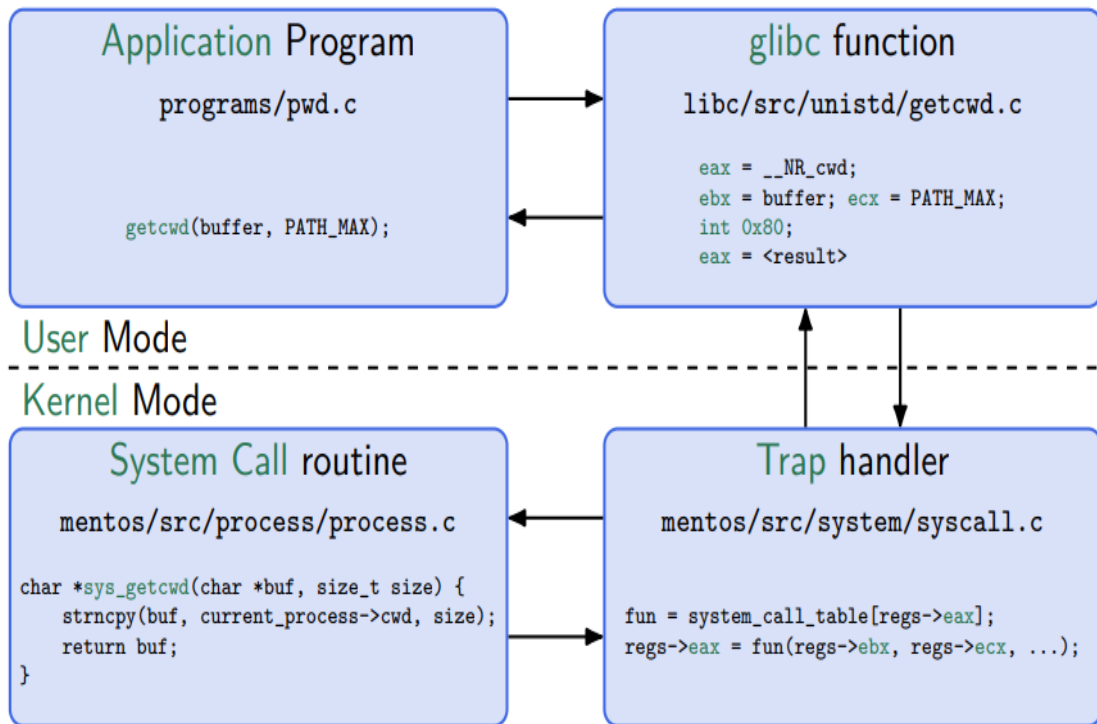 Application Program
programs/pwd.c
getcwd(buffer, PATH_MAX);
glibc function
libc/src/unistd/getcwd.c
eax = __NR_cwd;
ebx = buffer; ecx = PATH_MAX;
int 0x80;
eax = <result>
User Mode
Kernel Mode
System Call routine
mentos/src/process/process.c
char *sys_getcwd(char *buf, size_t size) {
    strncpy(buf, current_process->cwd, size);
    return buf;
}
Trap handler
mentos/src/system/syscall.c
fun = system_call_table[regs->eax];
regs->eax = fun(regs->ebx, regs->ecx, ...);